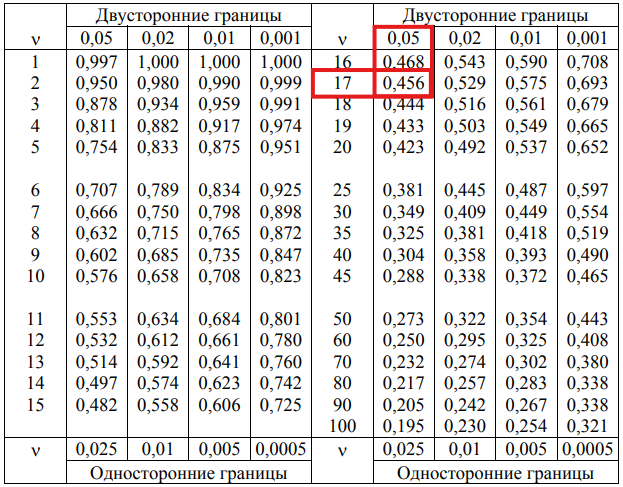 Двусторонние границы Двусторонние границы
ν 0,05 0,02 0,01 0,001 ν 0,05 0,02 0,01 0,001
1 0,997 1,000 1,000 1,000 16 0,468 0,543 0,590 0,708
2 0,950 0,980 0,990 0,999 17 0,456 0,529 0,575 0,693
3 0,878 0,934 0,959 0,991 18 0,444 0,516 0,561 0,679
4 0,811 0,882 0,917 0,974 19 0,433 0,503 0,549 0,665
5 0,754 0,833 0,875 0,951 20 0,423 0,492 0,537 0,652
6 0,707 0,789 0,834 0,925 25 0,381 0,445 0,487 0,597
7 0,666 0,750 0,798 0,898 30 0,349 0,409 0,449 0,554
8 0,632 0,715 0,765 0,872 35 0,325 0,381 0,418 0,519
9 0,602 0,685 0,735 0,847 40 0,304 0,358 0,393 0,490
10 0,576 0,658 0,708 0,823 45 0,288 0,338 0,372 0,465
11 0,553 0,634 0,684 0,801 50 0,273 0,322 0,354 0,443
12 0,532 0,612 0,661 0,780 60 0,250 0,295 0,325 0,408
13 0,514 0,592 0,641 0,760 70 0,232 0,274 0,302 0,380
14 0,497 0,574 0,623 0,742 80 0,217 0,257 0,283 0,338
15 0,482 0,558 0,606 0,725 90 0,205 0,242 0,267 0,338
100 0,195 0,230 0,254 0,321
ν 0,025 0,01 0,005 0,0005 ν 0,025 0,01 0,005 0,0005
Односторонние границы Односторонние границы